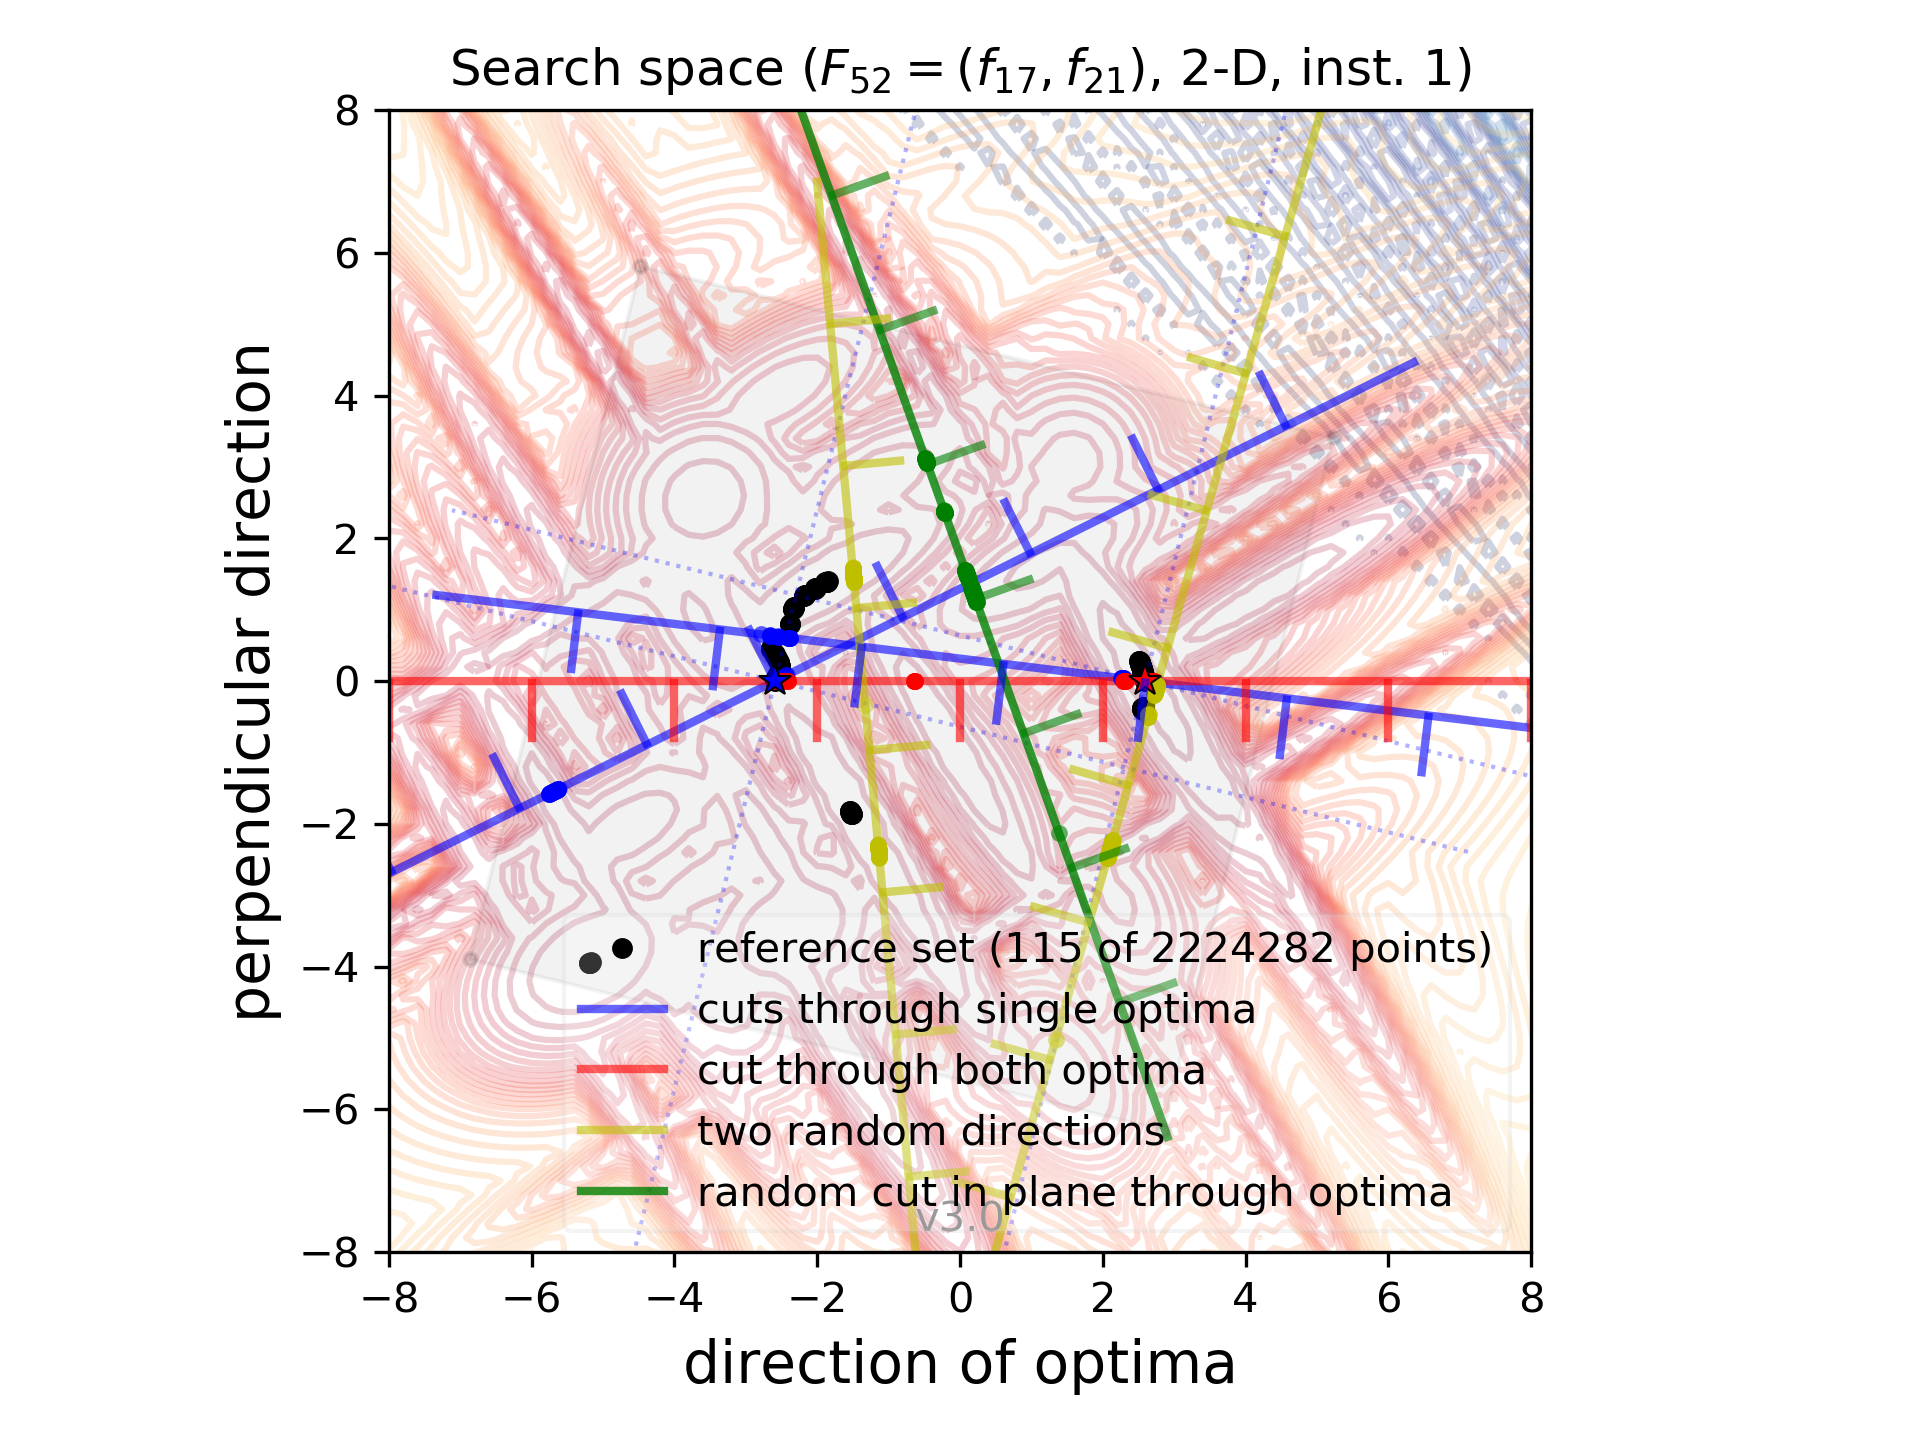 Search space (F52 = (f17, f21), 2-D, inst. 1)
perpendicular direction
8
6
4
2
0
−2
−4
−6
−8
reference set (115 of 2224282 points)
cuts through single optima
cut through both optima
two random directions
random cut in plane through optima
v3.0
−8 −6 −4 −2 0 2 4 6 8
direction of optima